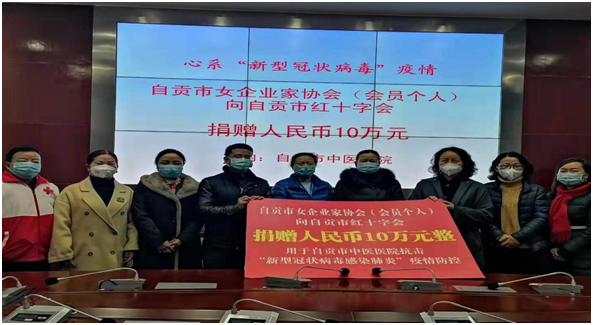 心系“新型冠状病毒”疫情
自贡市女企业家协会（会员个人）
向自贡市红十字会
捐赠人民币10万元
：自贡市中医院
自贡市女企业家协会（会员个人）
向自贡市红十字会
捐赠人民币10万元整
用于自贡市中医医院抗击
“新型冠状病毒感染肺炎”疫情防控